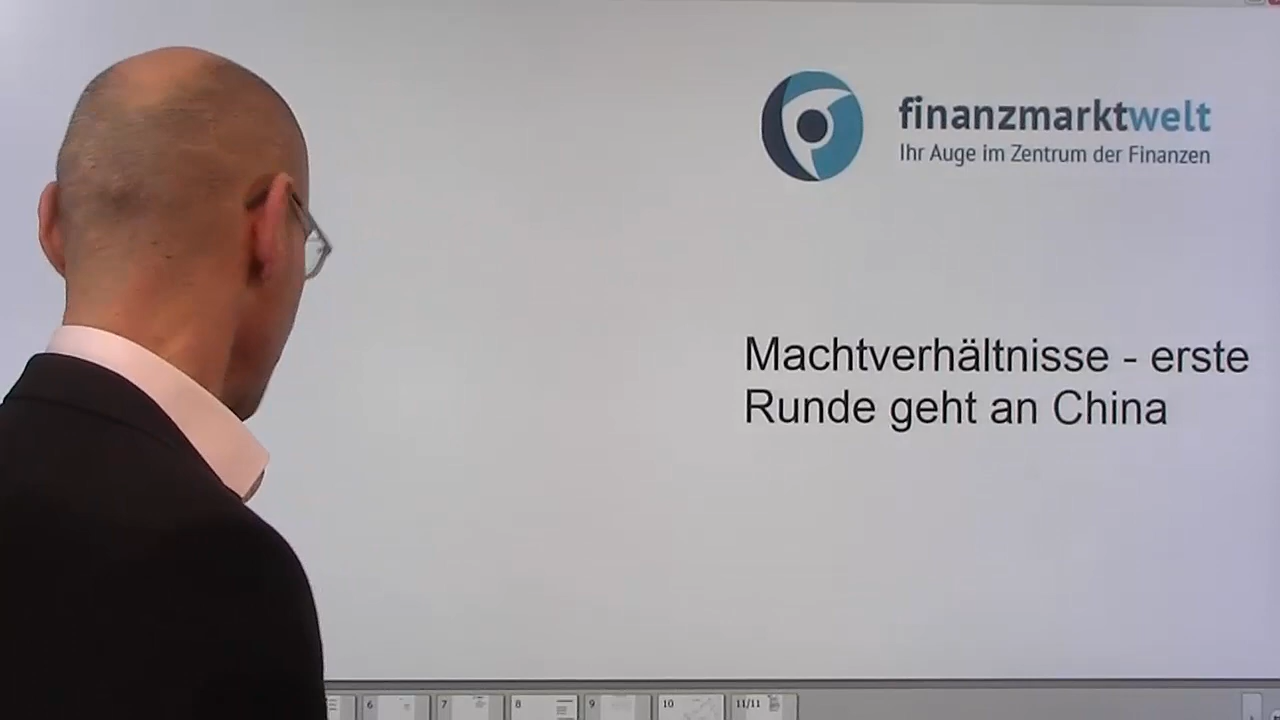 finanzmarktwelt
Ihr Auge im Zentrum der Finanzen
Machtverhältnisse - erste
Runde geht an China
6
7
8
9
10
11/11